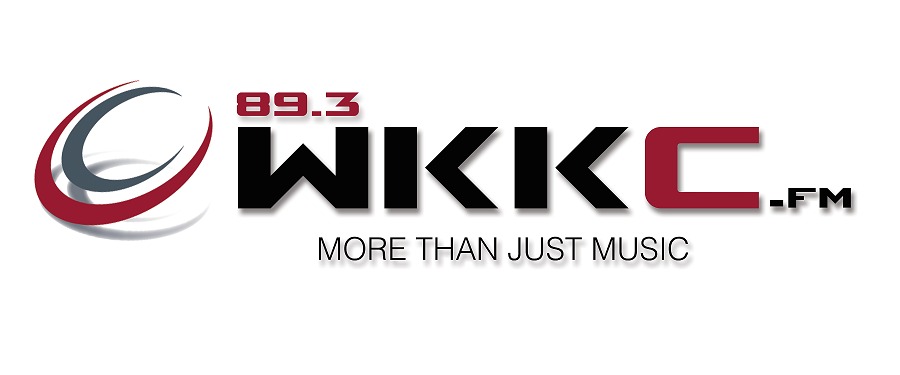 89.3
WKKC.FM
MORE THAN JUST MUSIC